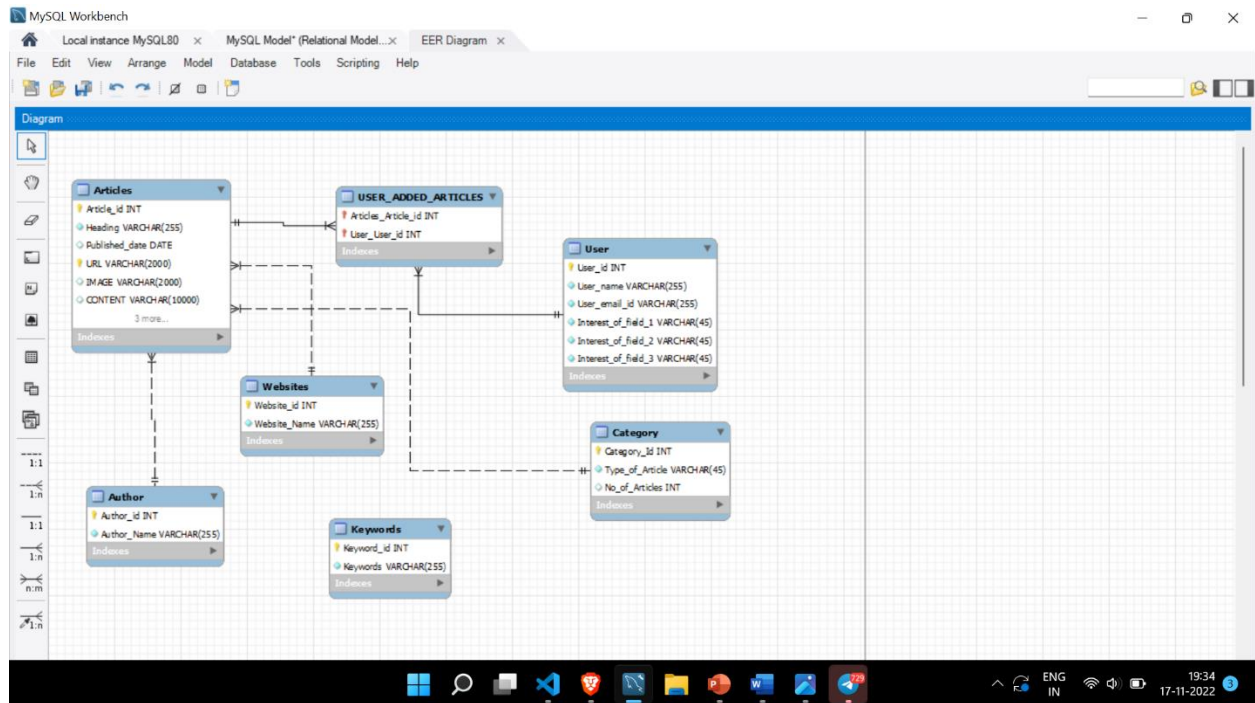 MySQL Workbench
Local instance MySQL80 × MySQL Model* (Relational Model...× EER Diagram ×
File Edit View Arrange Model Database Tools Scripting Help
Diagram
Articles
Article_id INT
Heading VARCHAR(255)
Published_date DATE
URL VARCHAR(2000)
IMAGE VARCHAR(2000)
CONTENT VARCHAR(10000)
3 more...
Indexes
USER_ADDED_ARTICLES
Articles_Article_id INT
User_User_id INT
Indexes
User
User_id INT
User_name VARCHAR(255)
User_email_id VARCHAR(255)
Interest_of_field_1 VARCHAR(45)
Interest_of_field_2 VARCHAR(45)
Interest_of_field_3 VARCHAR(45)
Indexes
Websites
Website_id INT
Website_Name VARCHAR(255)
Indexes
Category
Category_Id INT
Type_of_Article VARCHAR(45)
No_of_Articles INT
Indexes
Author
Author_id INT
Author_Name VARCHAR(255)
Indexes
Keywords
Keyword_id INT
Keywords VARCHAR(255)
Indexes
1:1
1:n
1:1
1:n
n:m
1:n
729
ENG
IN
19:34
17-11-2022
3